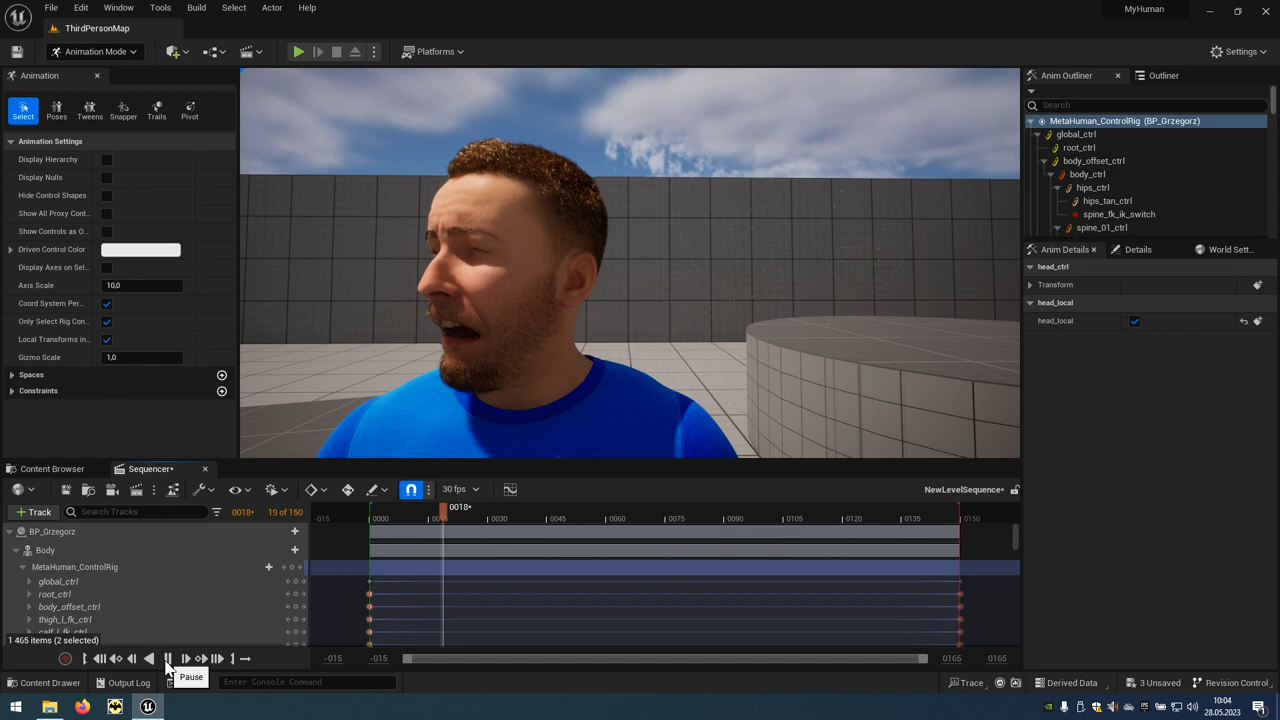 File Edit Window Tools Build Select Actor Help
MyHuman
ThirdPersonMap
Animation Mode
Platforms
Settings
Animation
Select Poses Tweens Snapper Trails Pivot
Animation Settings
Display Hierarchy
Display Nulls
Hide Control Shapes
Show All Proxy Cont...
Show Controls as O...
Driven Control Color
Display Axes on Sel...
Axis Scale 10,0
Coord System Per...
Only Select Rig Con...
Local Transforms in...
Gizmo Scale 1,0
Spaces
Constraints
Anim Outliner
Outliner
Search
MetaHuman_ControlRig (BP_Grzegorz)
global_ctrl
root_ctrl
body_offset_ctrl
body_ctrl
hips_ctrl
hips_tan_ctrl
spine_fk_ik_switch
spine_01_ctrl
Anim Details Details World Sett...
head_ctrl
Transform
head_local
head_local
Content Browser
Sequencer*
30 fps
NewLevelSequence*
Track
Search Tracks
0018*
19 of 150
0018*
-015 0000 0030 0045 0060 0075 0090 0105 0120 0135 0150
BP_Grzegorz
Body
MetaHuman_ControlRig
global_ctrl
root_ctrl
body_offset_ctrl
thigh_l_fk_ctrl
calf_l_fk_ctrl
1 465 items (2 selected)
-015 -015 0165 0165
Pause
Content Drawer
Output Log
Enter Console Command
Trace
Derived Data
3 Unsaved
Revision Control
10:04
28.05.2023